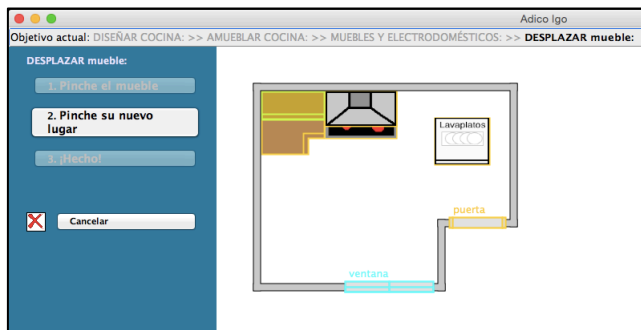 Adico Igo
Objetivo actual: DISEÑAR COCINA: >> AMUEBLAR COCINA: >> MUEBLES Y ELECTRODOMÉSTICOS: >> DESPLAZAR mueble:
DESPLAZAR mueble:
1. Pinche el mueble
2. Pinche su nuevo
lugar
3. ¡Hecho!
Cancelar
Lavaplatos
puerta
ventana